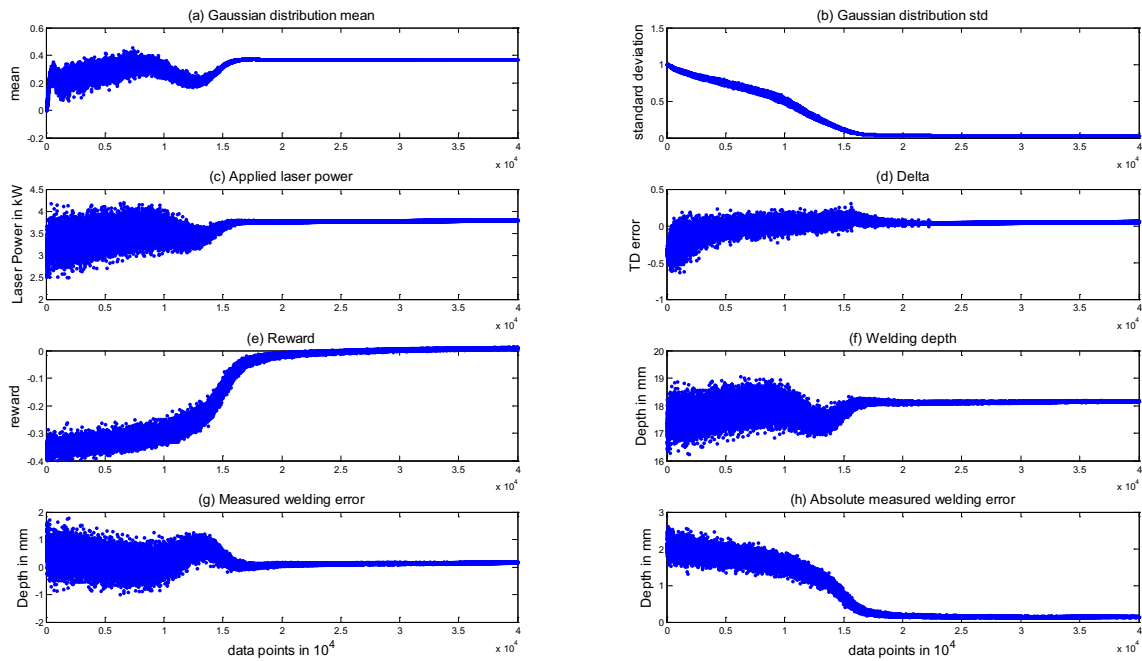 (a) Gaussian distribution mean
mean
0.6
0.4
0.2
0
-0.2
0 0.5 1 1.5 2 2.5 3 3.5 4
x 10^4
(b) Gaussian distribution std
standard deviation
1.5
1
0.5
0
0 0.5 1 1.5 2 2.5 3 3.5 4
x 10^4
(c) Applied laser power
Laser Power in kW
4.5
4
3.5
3
2.5
2
0 0.5 1 1.5 2 2.5 3 3.5 4
x 10^4
(d) Delta
TD error
0.5
0
-0.5
-1
0 0.5 1 1.5 2 2.5 3 3.5 4
x 10^4
(e) Reward
reward
0
-0.1
-0.2
-0.3
-0.4
0 0.5 1 1.5 2 2.5 3 3.5 4
x 10^4
(f) Welding depth
Depth in mm
20
19
18
17
16
0 0.5 1 1.5 2 2.5 3 3.5 4
x 10^4
(g) Measured welding error
Depth in mm
2
1
0
-1
-2
0 0.5 1 1.5 2 2.5 3 3.5 4
x 10^4
data points in 10^4
(h) Absolute measured welding error
Depth in mm
3
2
1
0
0 0.5 1 1.5 2 2.5 3 3.5 4
x 10^4
data points in 10^4